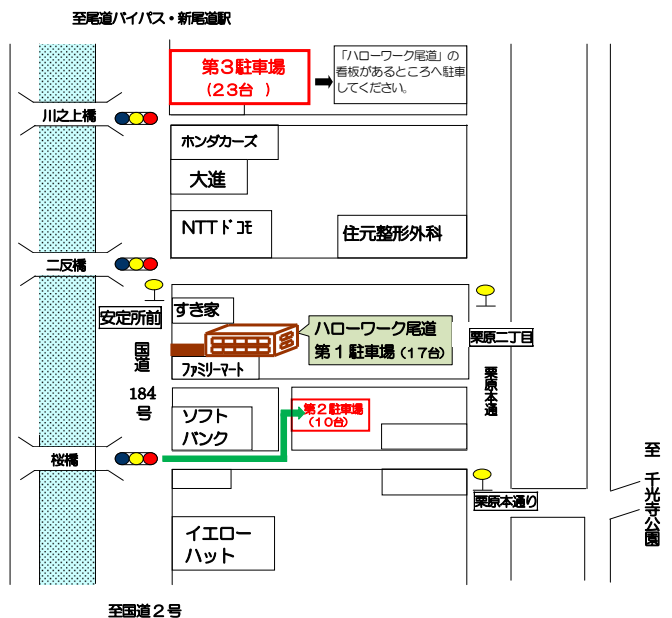 至尾道バイパス・新尾道駅
第3駐車場
(23台 )
「ハローワーク尾道」の
看板があるところへ駐車
してください。
川之上橋
ホンダカーズ
大進
NTTドコモ
住元整形外科
二反橋
安定所前
すき家
ハローワーク尾道
第1駐車場(17台)
栗原二丁目
国道
184
号
ファミリーマート
栗原本通
第2駐車場
(10台)
ソフト
バンク
桜橋
至 千光寺公園
栗原本通り
イエロー
ハット
至国道2号